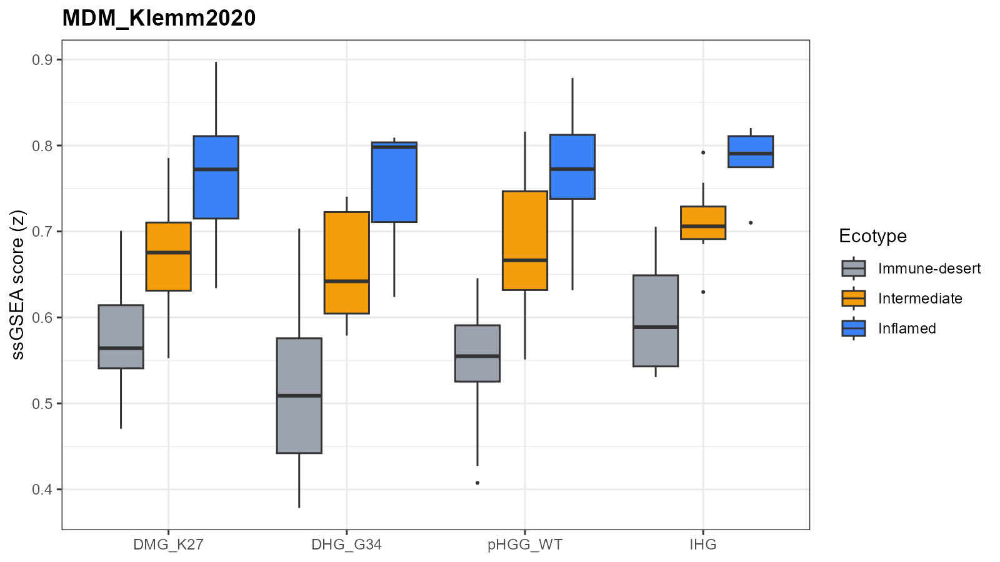 MDM_Klemm2020
ssGSEA score (z)
0.9
0.8
0.7
0.6
0.5
0.4
DMG_K27
DHG_G34
pHGG_WT
IHG
Ecotype
Immune-desert
Intermediate
Inflamed